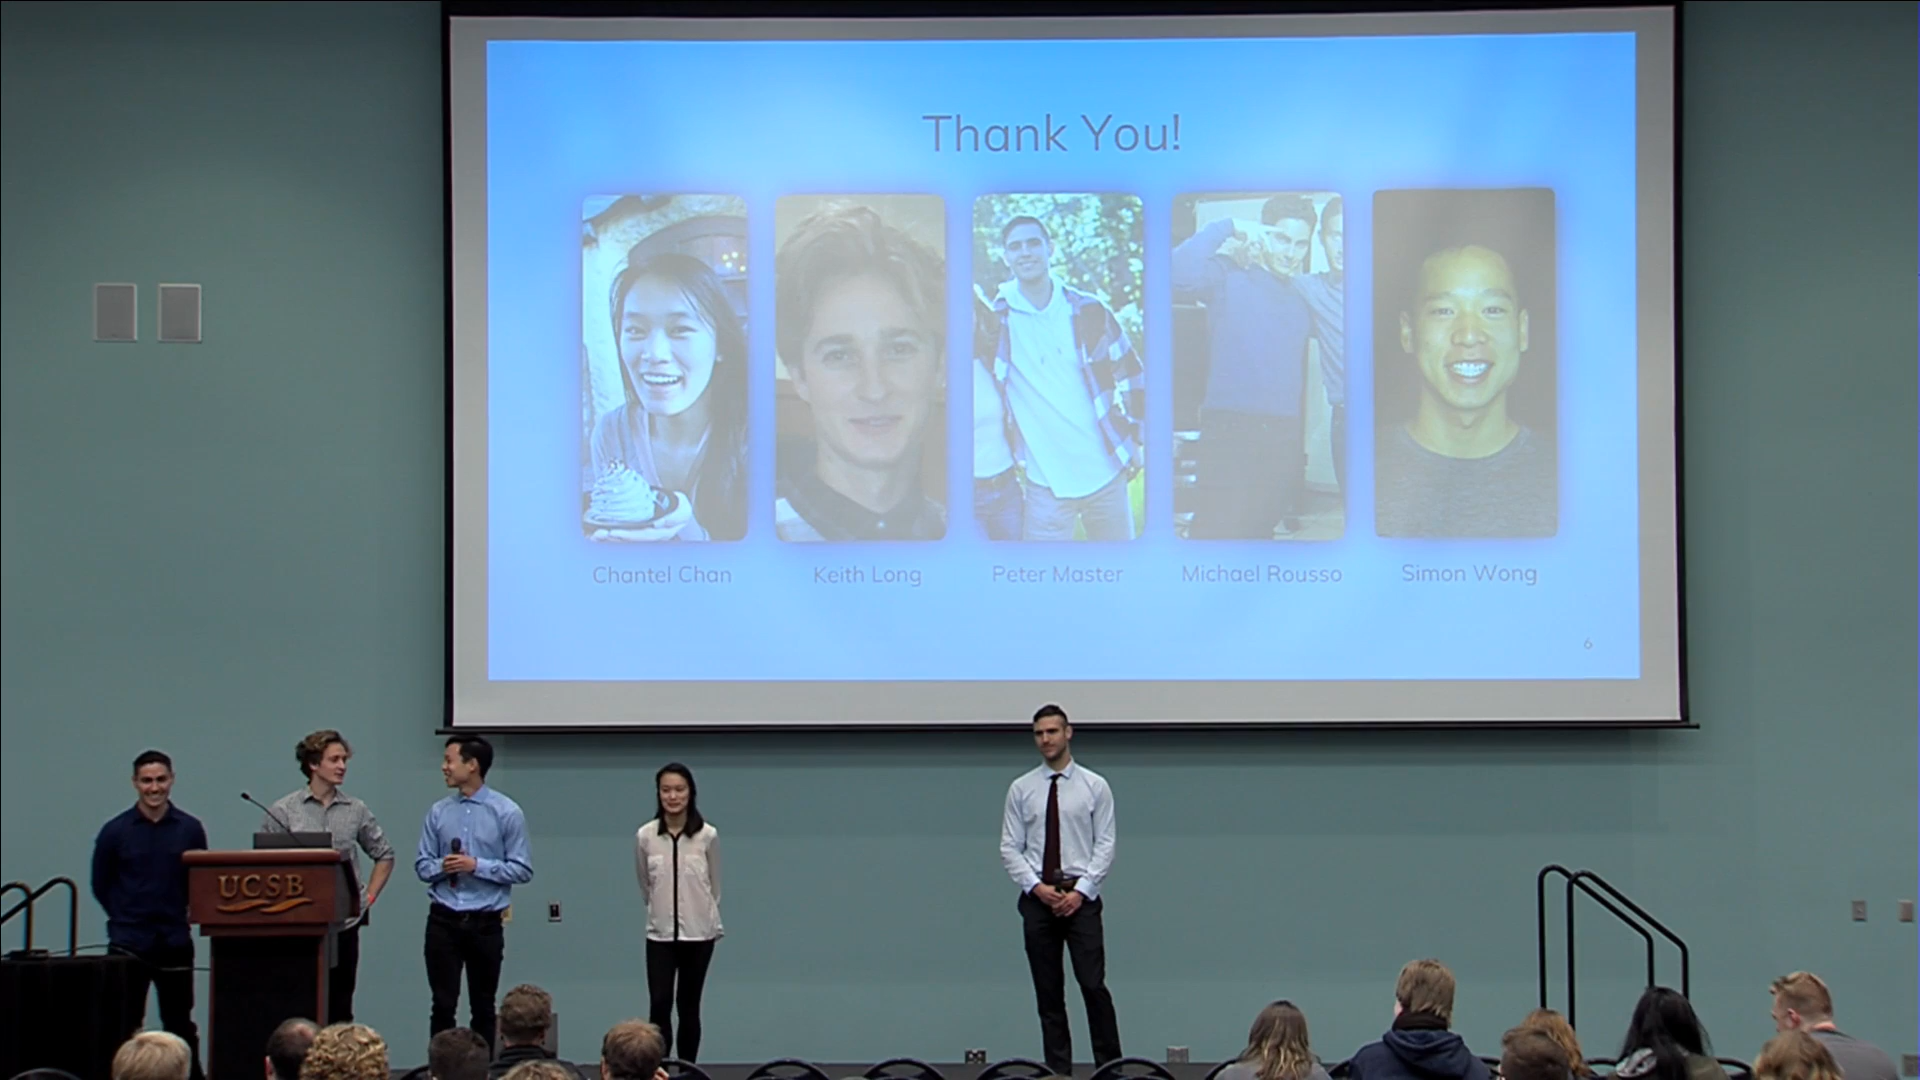 Thank You!
Chantel Chan
Keith Long
Peter Master
Michael Rousso
Simon Wong
6
UCSB